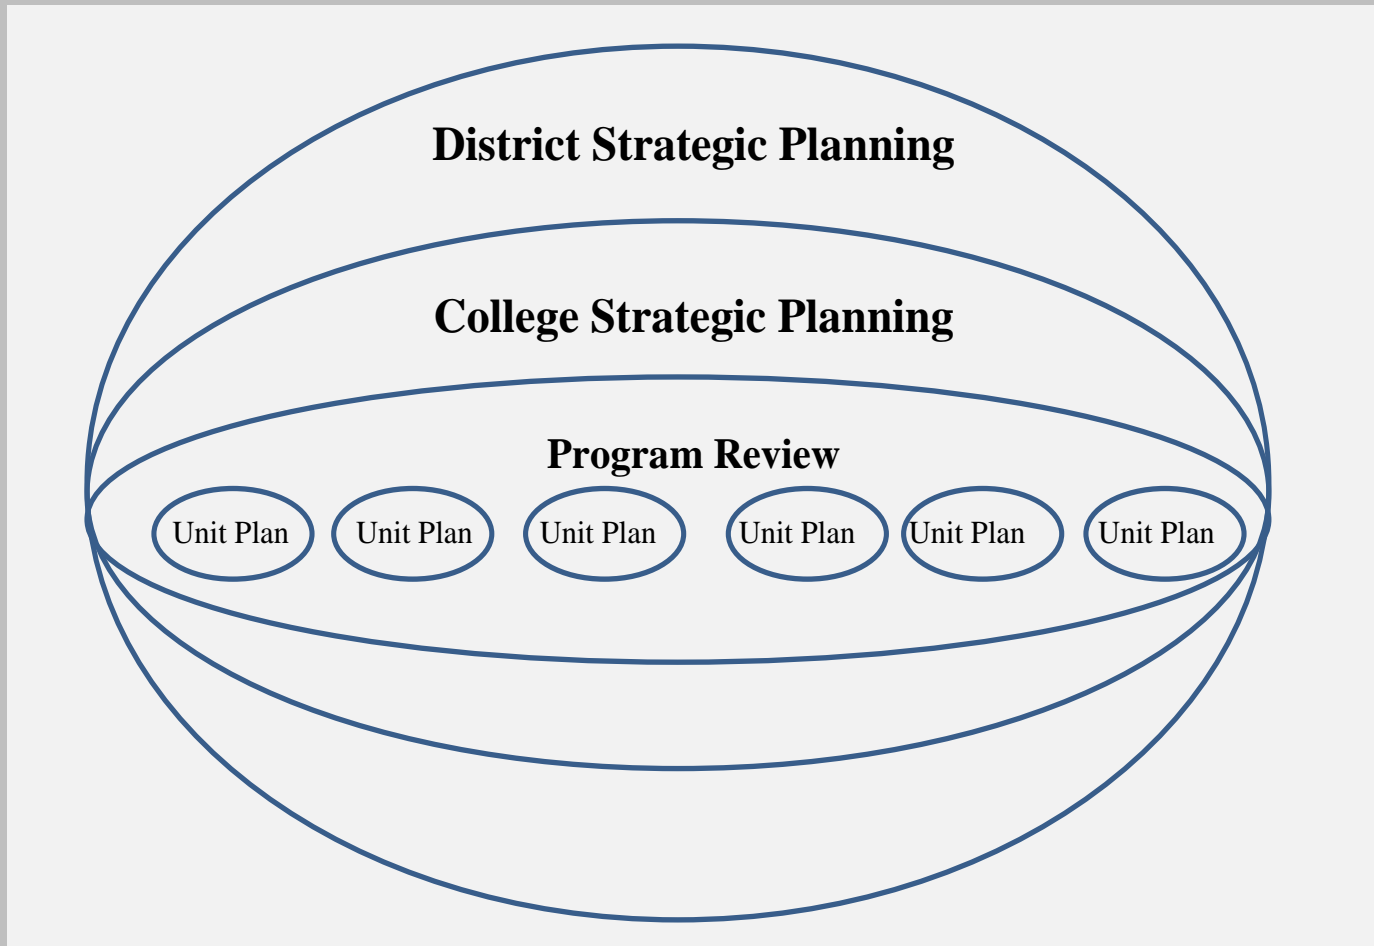 District Strategic Planning
College Strategic Planning
Program Review
Unit Plan Unit Plan Unit Plan Unit Plan Unit Plan Unit Plan